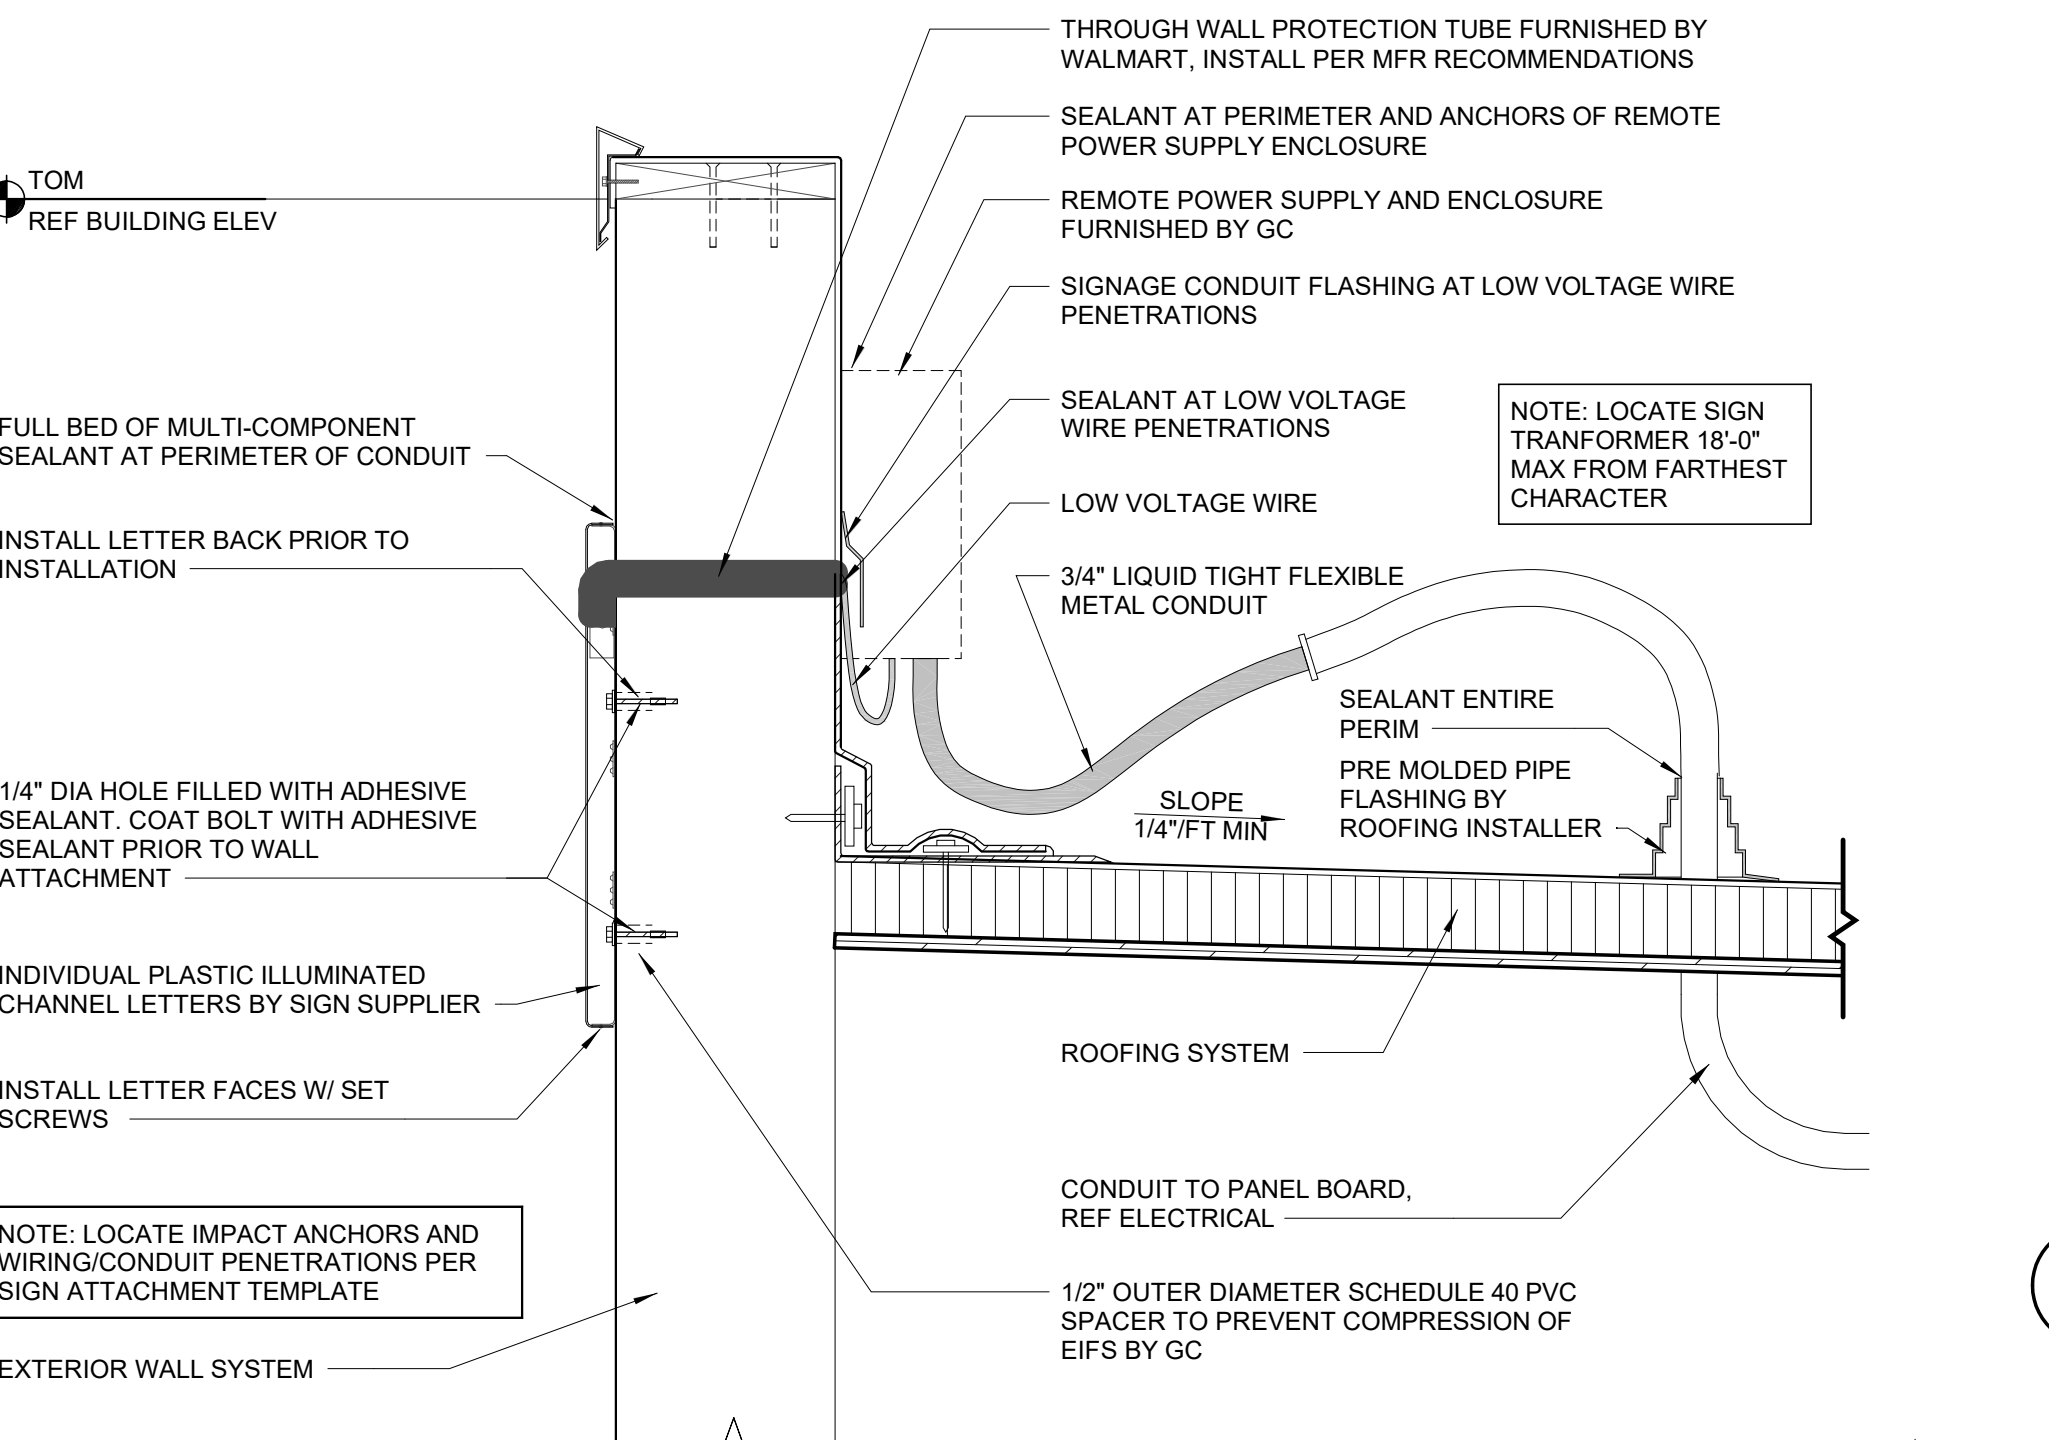 THROUGH WALL PROTECTION TUBE FURNISHED BY
WALMART, INSTALL PER MFR RECOMMENDATIONS
SEALANT AT PERIMETER AND ANCHORS OF REMOTE
POWER SUPPLY ENCLOSURE
TOM
REF BUILDING ELEV
REMOTE POWER SUPPLY AND ENCLOSURE
FURNISHED BY GC
SIGNAGE CONDUIT FLASHING AT LOW VOLTAGE WIRE
PENETRATIONS
SEALANT AT LOW VOLTAGE
WIRE PENETRATIONS
NOTE: LOCATE SIGN
TRANFORMER 18'-0"
MAX FROM FARTHEST
CHARACTER
FULL BED OF MULTI-COMPONENT
SEALANT AT PERIMETER OF CONDUIT
LOW VOLTAGE WIRE
INSTALL LETTER BACK PRIOR TO
INSTALLATION
3/4" LIQUID TIGHT FLEXIBLE
METAL CONDUIT
SEALANT ENTIRE
PERIM
PRE MOLDED PIPE
FLASHING BY
ROOFING INSTALLER
SLOPE
1/4"/FT MIN
1/4" DIA HOLE FILLED WITH ADHESIVE
SEALANT. COAT BOLT WITH ADHESIVE
SEALANT PRIOR TO WALL
ATTACHMENT
INDIVIDUAL PLASTIC ILLUMINATED
CHANNEL LETTERS BY SIGN SUPPLIER
ROOFING SYSTEM
INSTALL LETTER FACES W/ SET
SCREWS
CONDUIT TO PANEL BOARD,
REF ELECTRICAL
NOTE: LOCATE IMPACT ANCHORS AND
WIRING/CONDUIT PENETRATIONS PER
SIGN ATTACHMENT TEMPLATE
1/2" OUTER DIAMETER SCHEDULE 40 PVC
SPACER TO PREVENT COMPRESSION OF
EIFS BY GC
EXTERIOR WALL SYSTEM